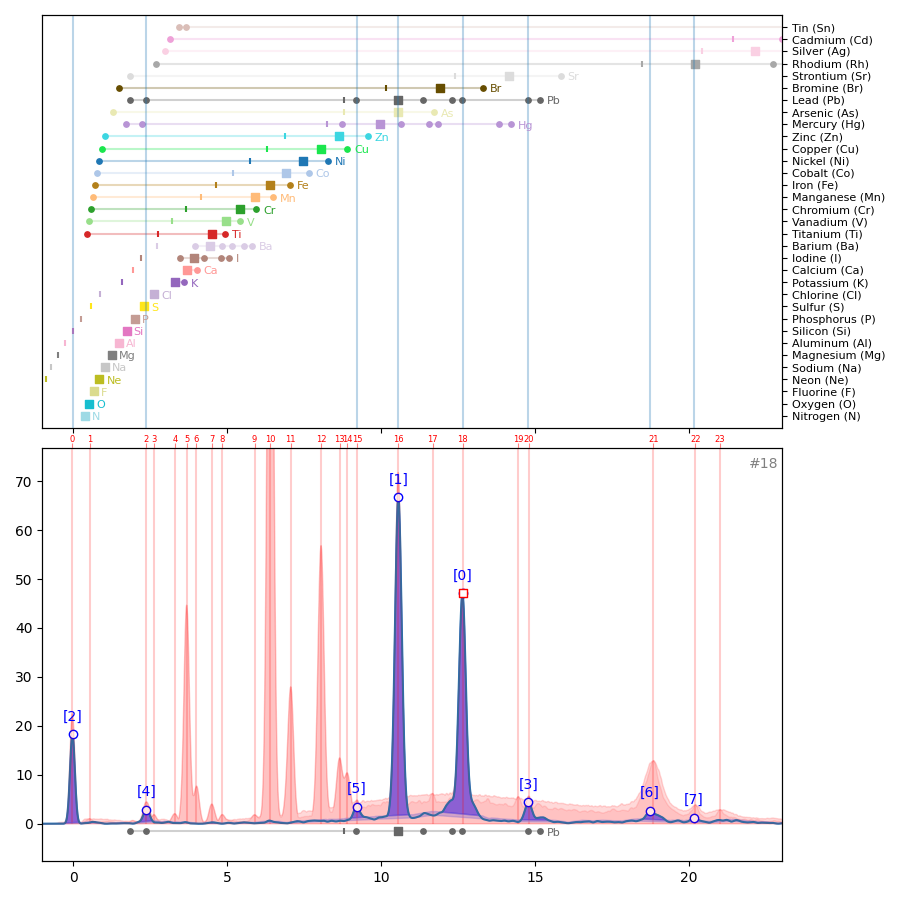 Tin (Sn)
Cadmium (Cd)
Silver (Ag)
Rhodium (Rh)
Sr Strontium (Sr)
Br Bromine (Br)
Pb Lead (Pb)
As Arsenic (As)
Hg Mercury (Hg)
Zn Zinc (Zn)
Cu Copper (Cu)
Ni Nickel (Ni)
Co Cobalt (Co)
Fe Iron (Fe)
Mn Manganese (Mn)
Cr Chromium (Cr)
V Vanadium (V)
Ti Titanium (Ti)
Ba Barium (Ba)
I Iodine (I)
Ca Calcium (Ca)
K Potassium (K)
Cl Chlorine (Cl)
S Sulfur (S)
P Phosphorus (P)
Si Silicon (Si)
Al Aluminum (Al)
Mg Magnesium (Mg)
Na Sodium (Na)
Ne Neon (Ne)
F Fluorine (F)
O Oxygen (O)
N Nitrogen (N)
0 1 2 3 4 5 6 7 8 9 10 11 12 13 14 15 16 17 18 19 20 21 22 23
#18
70
[1]
60
50
[0]
40
30
20
[2]
10
[4] [5] [3] [6] [7]
0
Pb
0 5 10 15 20